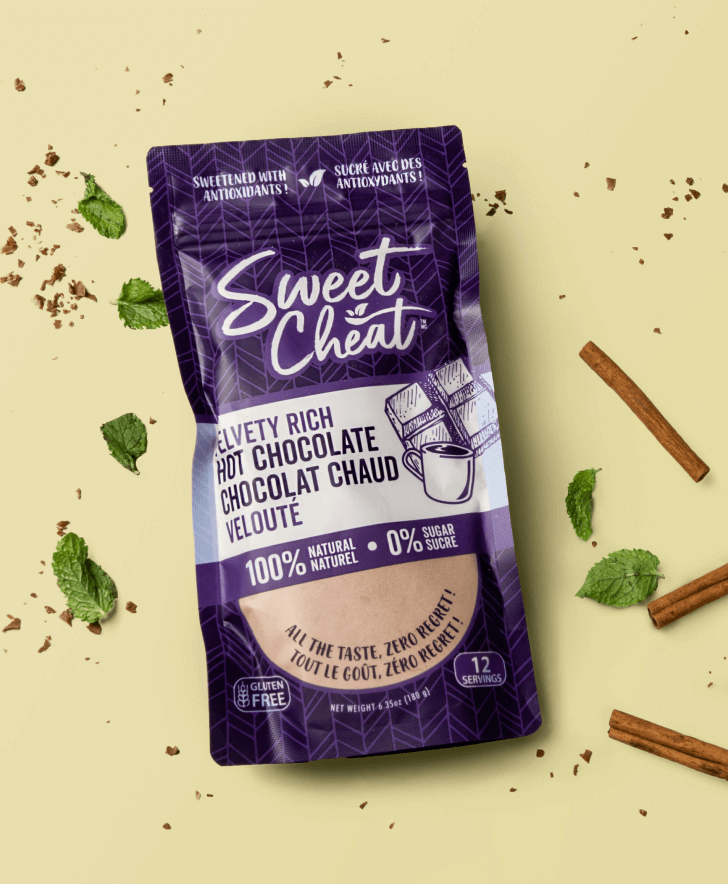 SWEETENED WITH
ANTIOXIDANTS !
SUCRÉ AVEC DES
ANTIOXYDANTS !
Sweet
Cheat
TM
MC
ELVETY RICH
HOT CHOCOLATE
CHOCOLAT CHAUD
VELOUTÉ
100% NATURAL
NATUREL
• 0% SUGAR
SUCRE
ALL THE TASTE, ZERO REGRET!
TOUT LE GOÛT, ZÉRO REGRET!
GLUTEN
FREE
12
SERVINGS
NET WEIGHT 6.35oz (180 g)